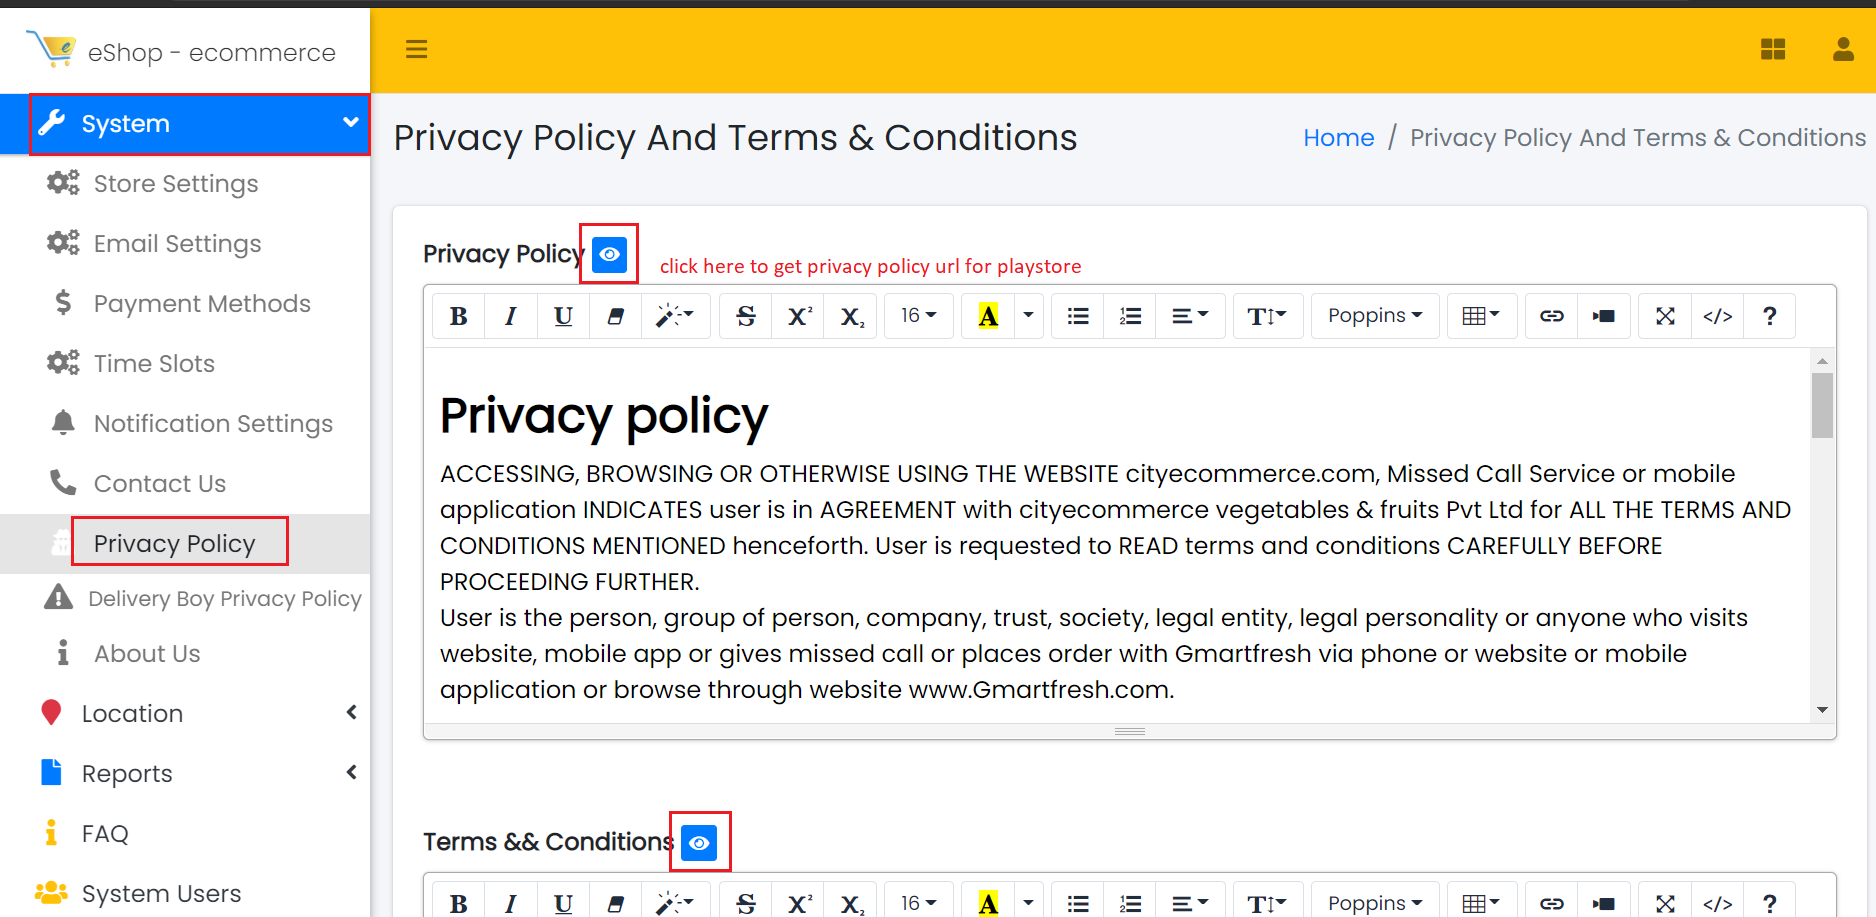 eShop - ecommerce
System
Store Settings
Email Settings
Payment Methods
Time Slots
Notification Settings
Contact Us
Privacy Policy
Delivery Boy Privacy Policy
About Us
Location
Reports
FAQ
System Users
Privacy Policy And Terms & Conditions
Home / Privacy Policy And Terms & Conditions
Privacy Policy
click here to get privacy policy url for playstore
B I U S X² X₂ 16 A T Poppins </> ?
Privacy policy
ACCESSING, BROWSING OR OTHERWISE USING THE WEBSITE cityecommerce.com, Missed Call Service or mobile
application INDICATES user is in AGREEMENT with cityecommerce vegetables & fruits Pvt Ltd for ALL THE TERMS AND
CONDITIONS MENTIONED henceforth. User is requested to READ terms and conditions CAREFULLY BEFORE
PROCEEDING FURTHER.
User is the person, group of person, company, trust, society, legal entity, legal personality or anyone who visits
website, mobile app or gives missed call or places order with Gmartfresh via phone or website or mobile
application or browse through website www.Gmartfresh.com.
Terms && Conditions
B I U S X² X₂ 16 A T Poppins </> ?